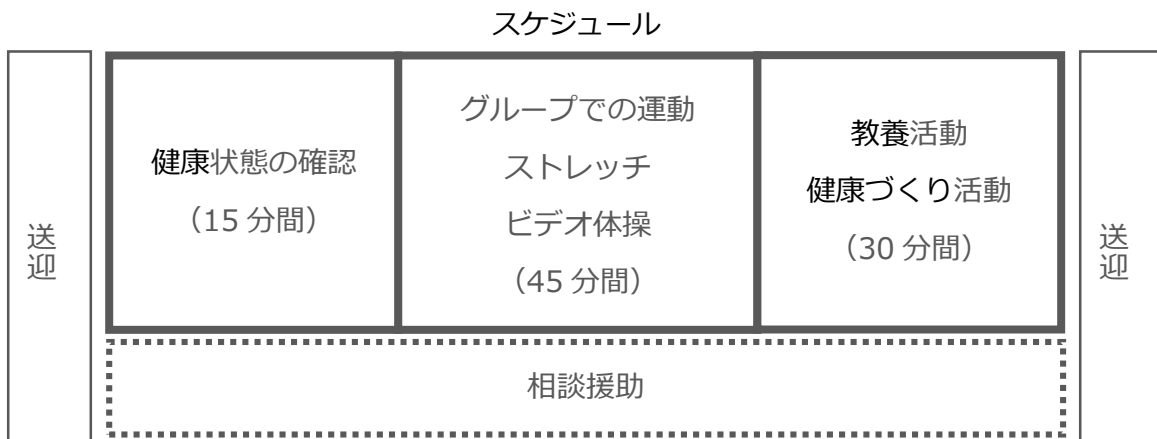 スケジュール
送迎
健康状態の確認
（15 分間）
グループでの運動
ストレッチ
ビデオ体操
（45 分間）
教養活動
健康づくり活動
（30 分間）
送迎
相談援助